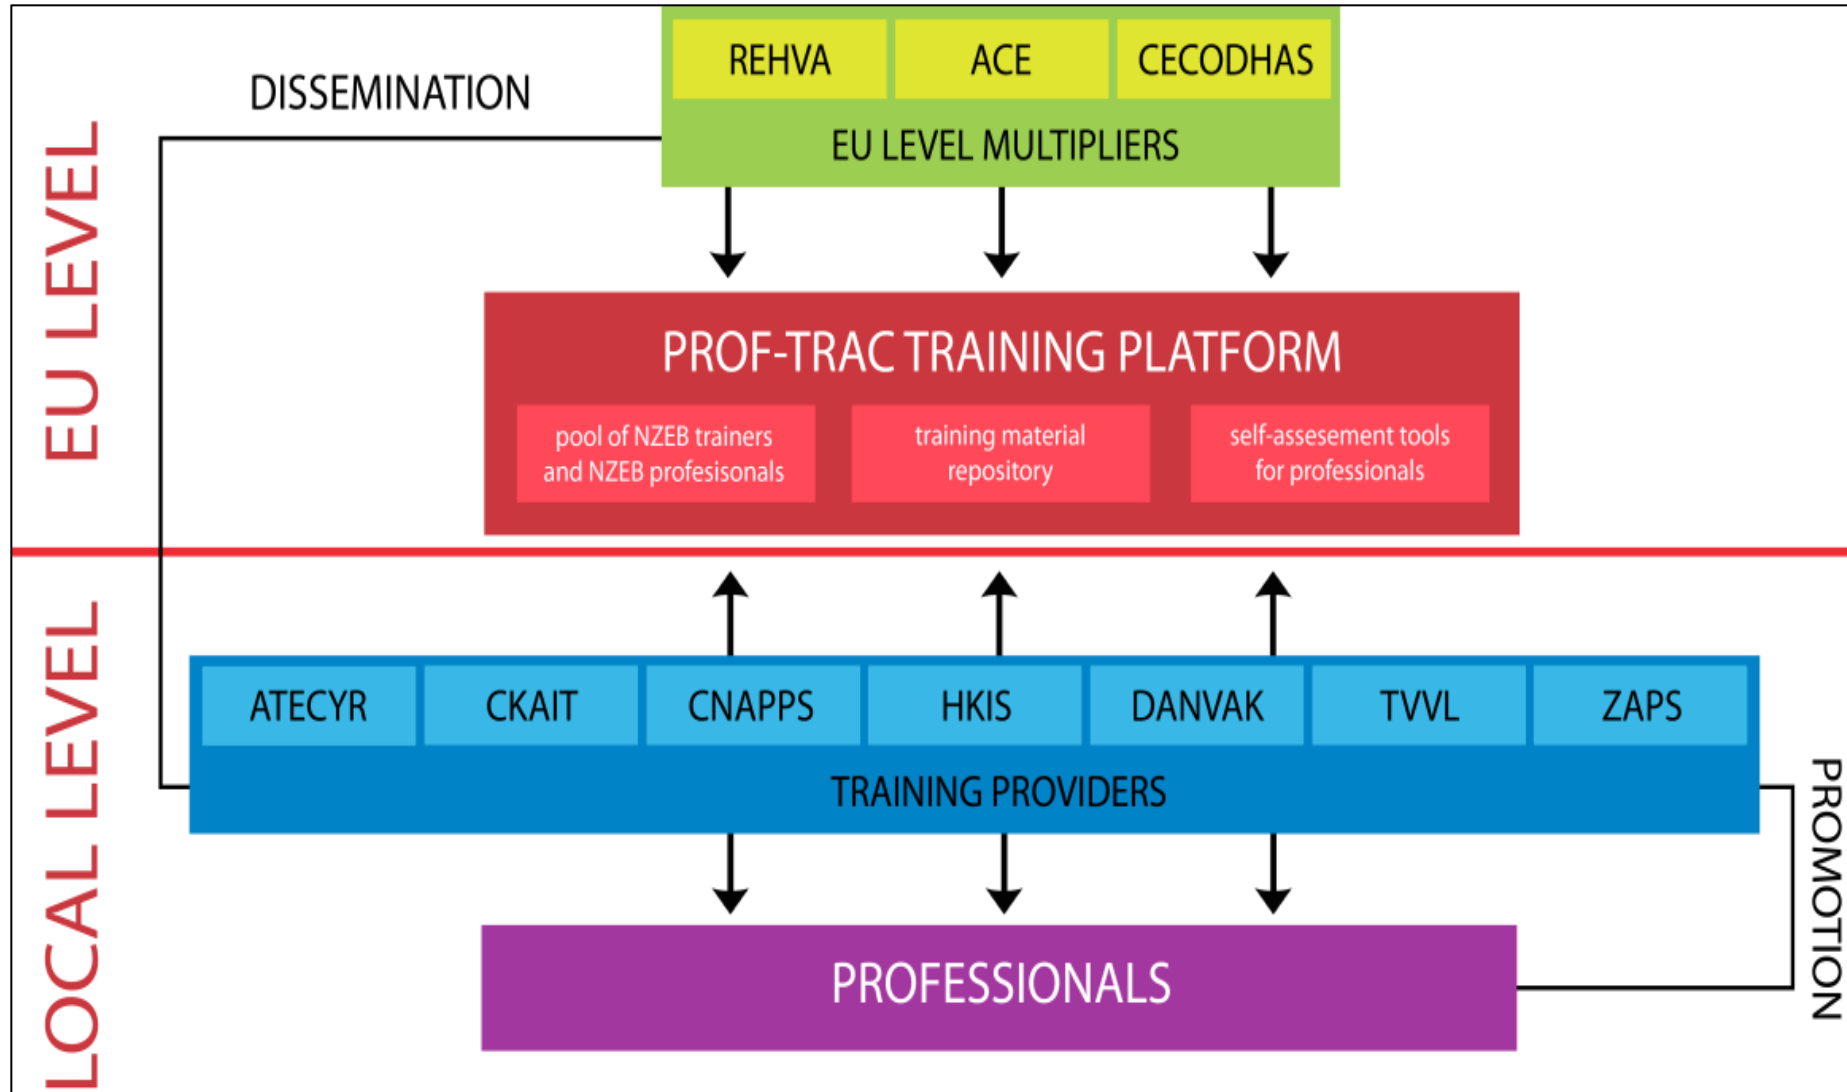 REHVA
ACE
CECODHAS
DISSEMINATION
EU LEVEL MULTIPLIERS
EU LEVEL
PROF-TRAC TRAINING PLATFORM
pool of NZEB trainers
and NZEB profesisonals
training material
repository
self-assesement tools
for professionals
LOCAL LEVEL
ATECYR
CKAIT
CNAPPS
HKIS
DANVAK
TVVL
ZAPS
TRAINING PROVIDERS
PROMOTION
PROFESSIONALS